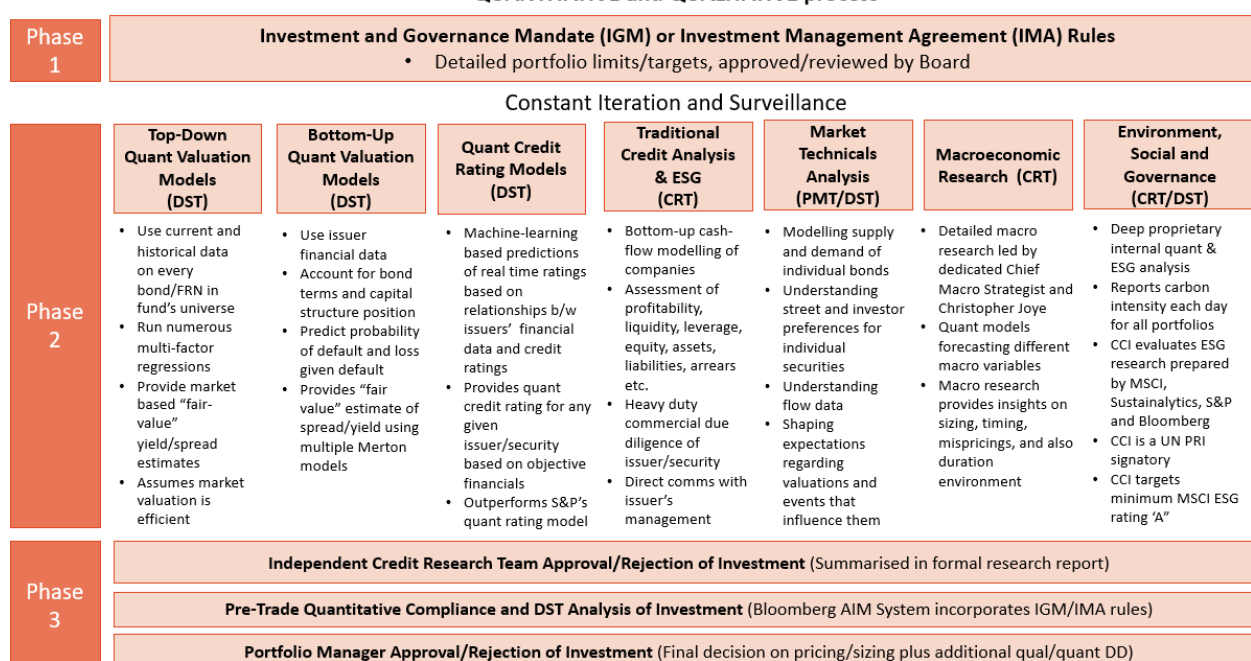 QUANTITATIVE and QUALITATIVE process
Phase
1
Investment and Governance Mandate (IGM) or Investment Management Agreement (IMA) Rules
• Detailed portfolio limits/targets, approved/reviewed by Board
Constant Iteration and Surveillance
Phase
2
Top-Down
Quant Valuation
Models
(DST)
• Use current and
historical data
on every
bond/FRN in
fund's universe
• Run numerous
multi-factor
regressions
• Provide market
based "fair-
value"
yield/spread
estimates
• Assumes market
valuation is
efficient
Bottom-Up
Quant Valuation
Models
(DST)
• Use issuer
financial data
• Account for bond
terms and capital
structure position
• Predict probability
of default and loss
given default
• Provides "fair
value" estimate of
spread/yield using
multiple Merton
models
Quant Credit
Rating Models
(DST)
• Machine-learning
based predictions
of real time ratings
based on
relationships b/w
issuers' financial
data and credit
ratings
• Provides quant
credit rating for any
given
issuer/security
based on objective
financials
• Outperforms S&P's
quant rating model
Traditional
Credit Analysis
& ESG
(CRT)
• Bottom-up cash-
flow modelling of
companies
• Assessment of
profitability,
liquidity, leverage,
equity, assets,
liabilities, arrears
etc.
• Heavy duty
commercial due
diligence of
issuer/security
• Direct comms with
issuer's
management
Market
Technicals
Analysis
(PMT/DST)
• Modelling supply
and demand of
individual bonds
• Understanding
street and investor
preferences for
individual
securities
• Understanding
flow data
• Shaping
expectations
regarding
valuations and
events that
influence them
Macroeconomic
Research (CRT)
• Detailed macro
research led by
dedicated Chief
Macro Strategist and
Christopher Joye
• Quant models
forecasting different
macro variables
• Macro research
provides insights on
sizing, timing,
mispricings, and also
duration
environment
Environment,
Social and
Governance
(CRT/DST)
• Deep proprietary
internal quant &
ESG analysis
• Reports carbon
intensity each day
for all portfolios
• CCI evaluates ESG
research prepared
by MSCI,
Sustainalytics, S&P
and Bloomberg
• CCI is a UN PRI
signatory
• CCI targets
minimum MSCI ESG
rating 'A"
Phase
3
Independent Credit Research Team Approval/Rejection of Investment (Summarised in formal research report)
Pre-Trade Quantitative Compliance and DST Analysis of Investment (Bloomberg AIM System incorporates IGM/IMA rules)
Portfolio Manager Approval/Rejection of Investment (Final decision on pricing/sizing plus additional qual/quant DD)